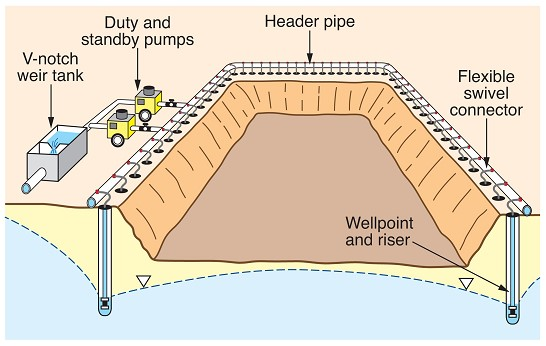 Duty and
standby pumps
Header pipe
V-notch
weir tank
Flexible
swivel
connector
Wellpoint
and riser